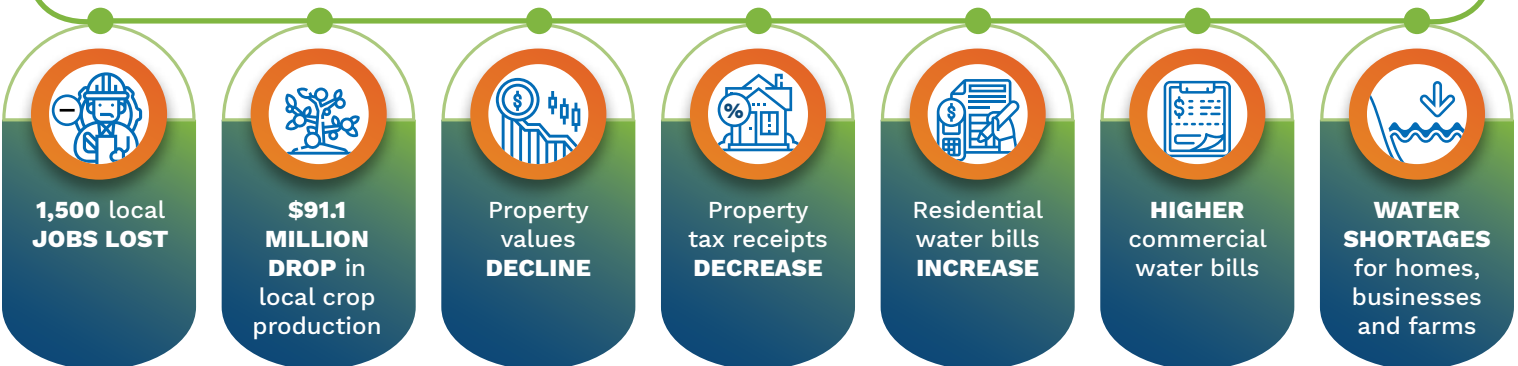 1,500 local
JOBS LOST
$91.1
MILLION
DROP in
local crop
production
Property
values
DECLINE
Property
tax receipts
DECREASE
Residential
water bills
INCREASE
HIGHER
commercial
water bills
WATER
SHORTAGES
for homes,
businesses
and farms